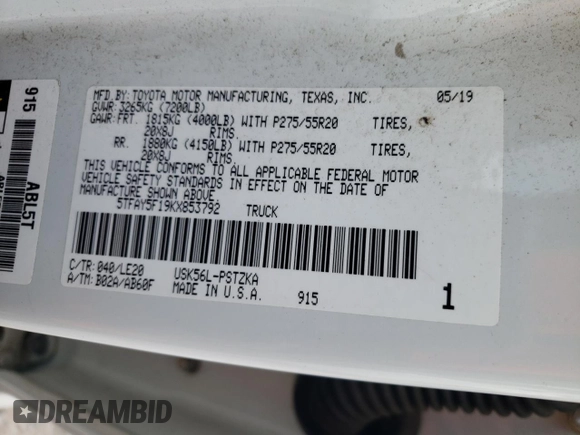 MFD.BY:TOYOTA MOTOR MANUFACTURING, TEXAS, INC. 05/19
GVWR:3265KG (7200LB)
GAWR:FRT. 1815KG (4000LB) WITH P275/55R20 TIRES,
20X8J RIMS.
RR. 1880KG (4150LB) WITH P275/55R20 TIRES,
20X8J RIMS.
THIS VEHICLE CONFORMS TO ALL APPLICABLE FEDERAL MOTOR
VEHICLE SAFETY STANDARDS IN EFFECT ON THE DATE OF
MANUFACTURE SHOWN ABOVE.
5TFAY5F19KX853792 TRUCK
C/TR: 040/LE20 USK56L-PSTZKA
A/TM: B02A/AB60F MADE IN U.S.A. 915 1
915
ABL5T
DREAMBID